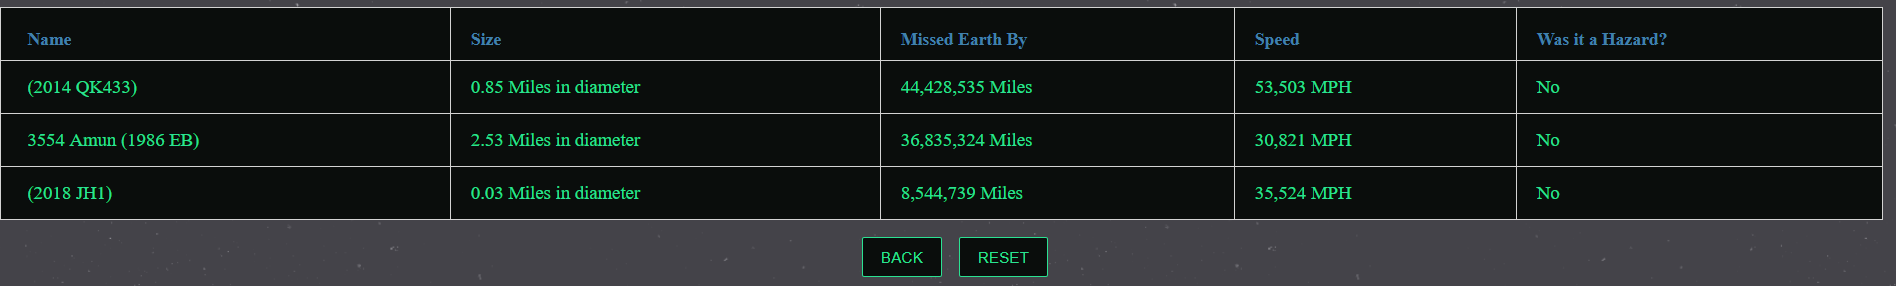 Name Size Missed Earth By Speed Was it a Hazard?
(2014 QK433) 0.85 Miles in diameter 44,428,535 Miles 53,503 MPH No
3554 Amun (1986 EB) 2.53 Miles in diameter 36,835,324 Miles 30,821 MPH No
(2018 JH1) 0.03 Miles in diameter 8,544,739 Miles 35,524 MPH No
BACK RESET